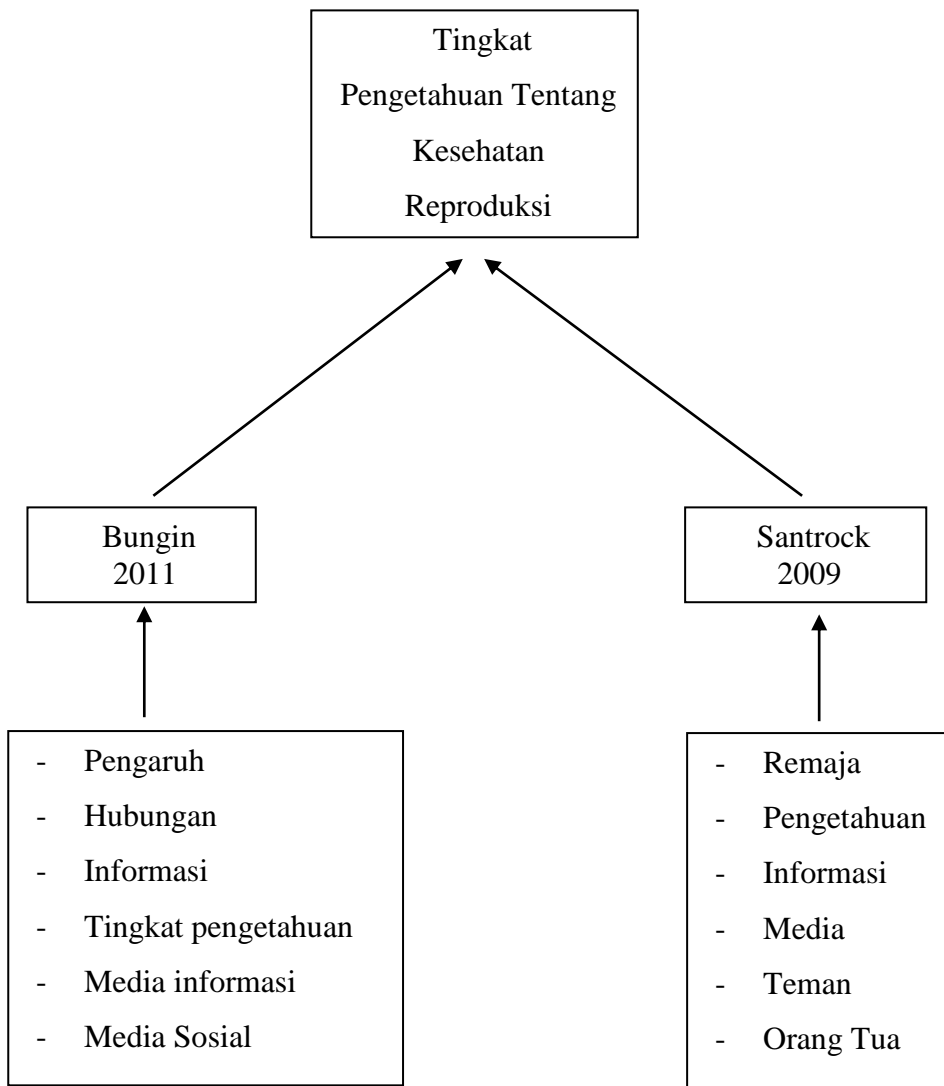 Tingkat
Pengetahuan Tentang
Kesehatan
Reproduksi
Bungin
2011
Santrock
2009
- Pengaruh
- Hubungan
- Informasi
- Tingkat pengetahuan
- Media informasi
- Media Sosial
- Remaja
- Pengetahuan
- Informasi
- Media
- Teman
- Orang Tua